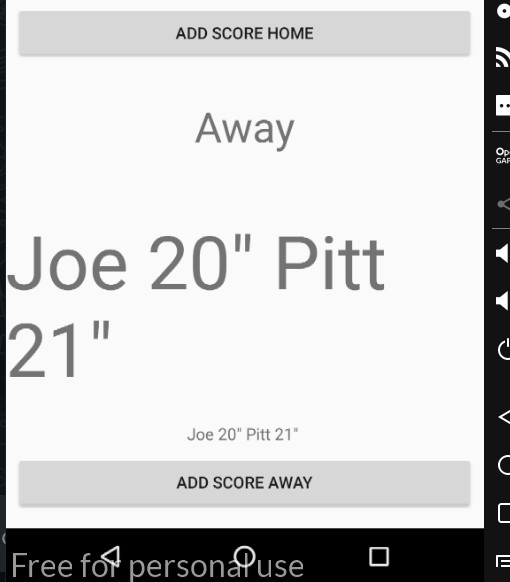 ADD SCORE HOME
Away
Joe 20" Pitt
21"
Joe 20" Pitt 21"
ADD SCORE AWAY
Free for personal use